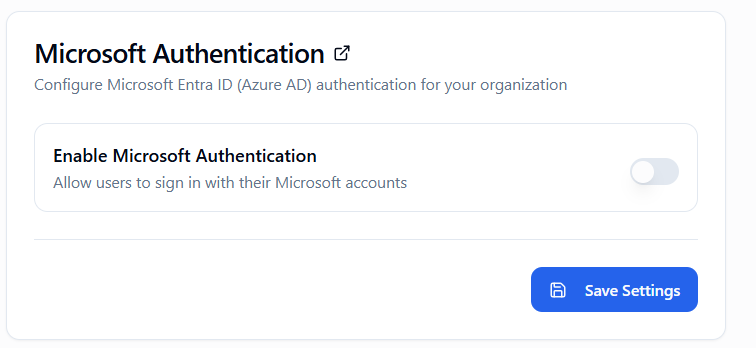 Microsoft Authentication
Configure Microsoft Entra ID (Azure AD) authentication for your organization
Enable Microsoft Authentication
Allow users to sign in with their Microsoft accounts
Save Settings